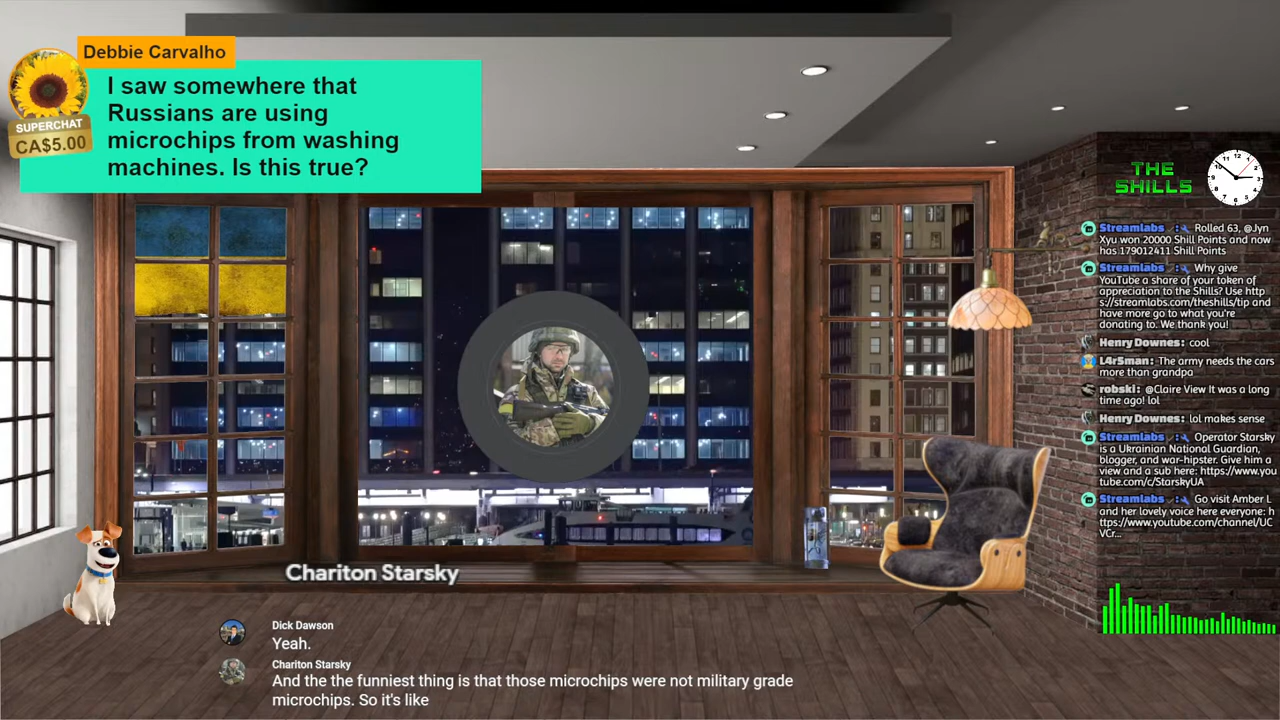 Debbie Carvalho
I saw somewhere that
Russians are using
microchips from washing
machines. Is this true?
SUPERCHAT
CA$5.00
THE
SHILLS
Streamlabs Rolled 63, @Jyn
Xyu won 20000 Shill Points and now
has 179012411 Shill Points
Streamlabs Why give
YouTube a share of your token of
appreciation to the Shills? Use http
s://streamlabs.com/theshills/tip and
have more go to what you're
donating to. We thank you!
Henry Downes: cool
L4rSman: The army needs the cars
more than grandpa
robski: @Claire View It was a long
time ago! lol
Henry Downes: lol makes sense
Streamlabs Operator Starsky
is a Ukrainian National Guardian,
blogger, and war-hipster. Give him a
view and a sub here: https://www.you
tube.com/c/StarskyUA
Streamlabs Go visit Amber L
and her lovely voice here everyone: h
ttps://www.youtube.com/channel/UC
VCr...
Chariton Starsky
Dick Dawson
Yeah.
Chariton Starsky
And the the funniest thing is that those microchips were not military grade
microchips. So it's like